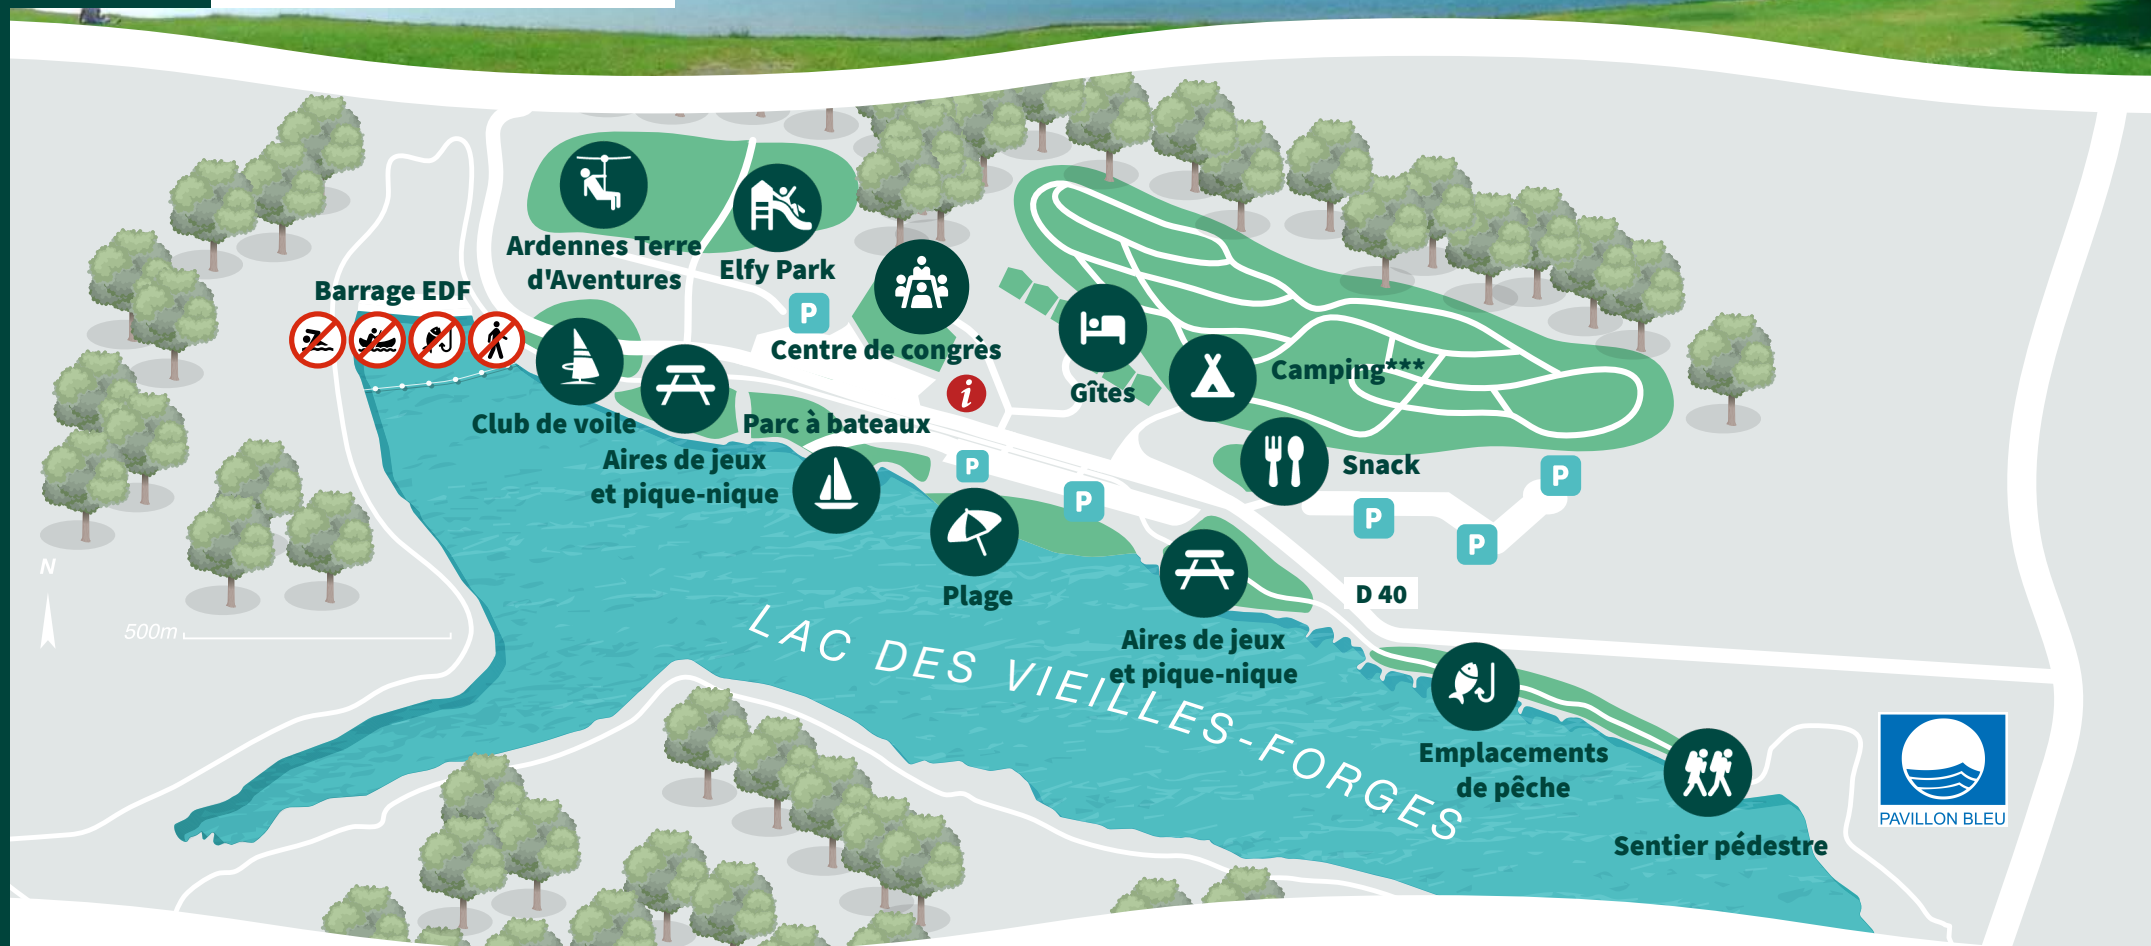 Ardennes Terre
d'Aventures
Elfy Park
Barrage EDF
P
Centre de congrès
i
Gîtes
Camping***
Club de voile
Parc à bateaux
Aires de jeux
et pique-nique
P
P
Snack
P
P
P
Plage
D 40
N
500m
LAC DES VIEILLES-FORGES
Aires de jeux
et pique-nique
Emplacements
de pêche
Sentier pédestre
PAVILLON BLEU